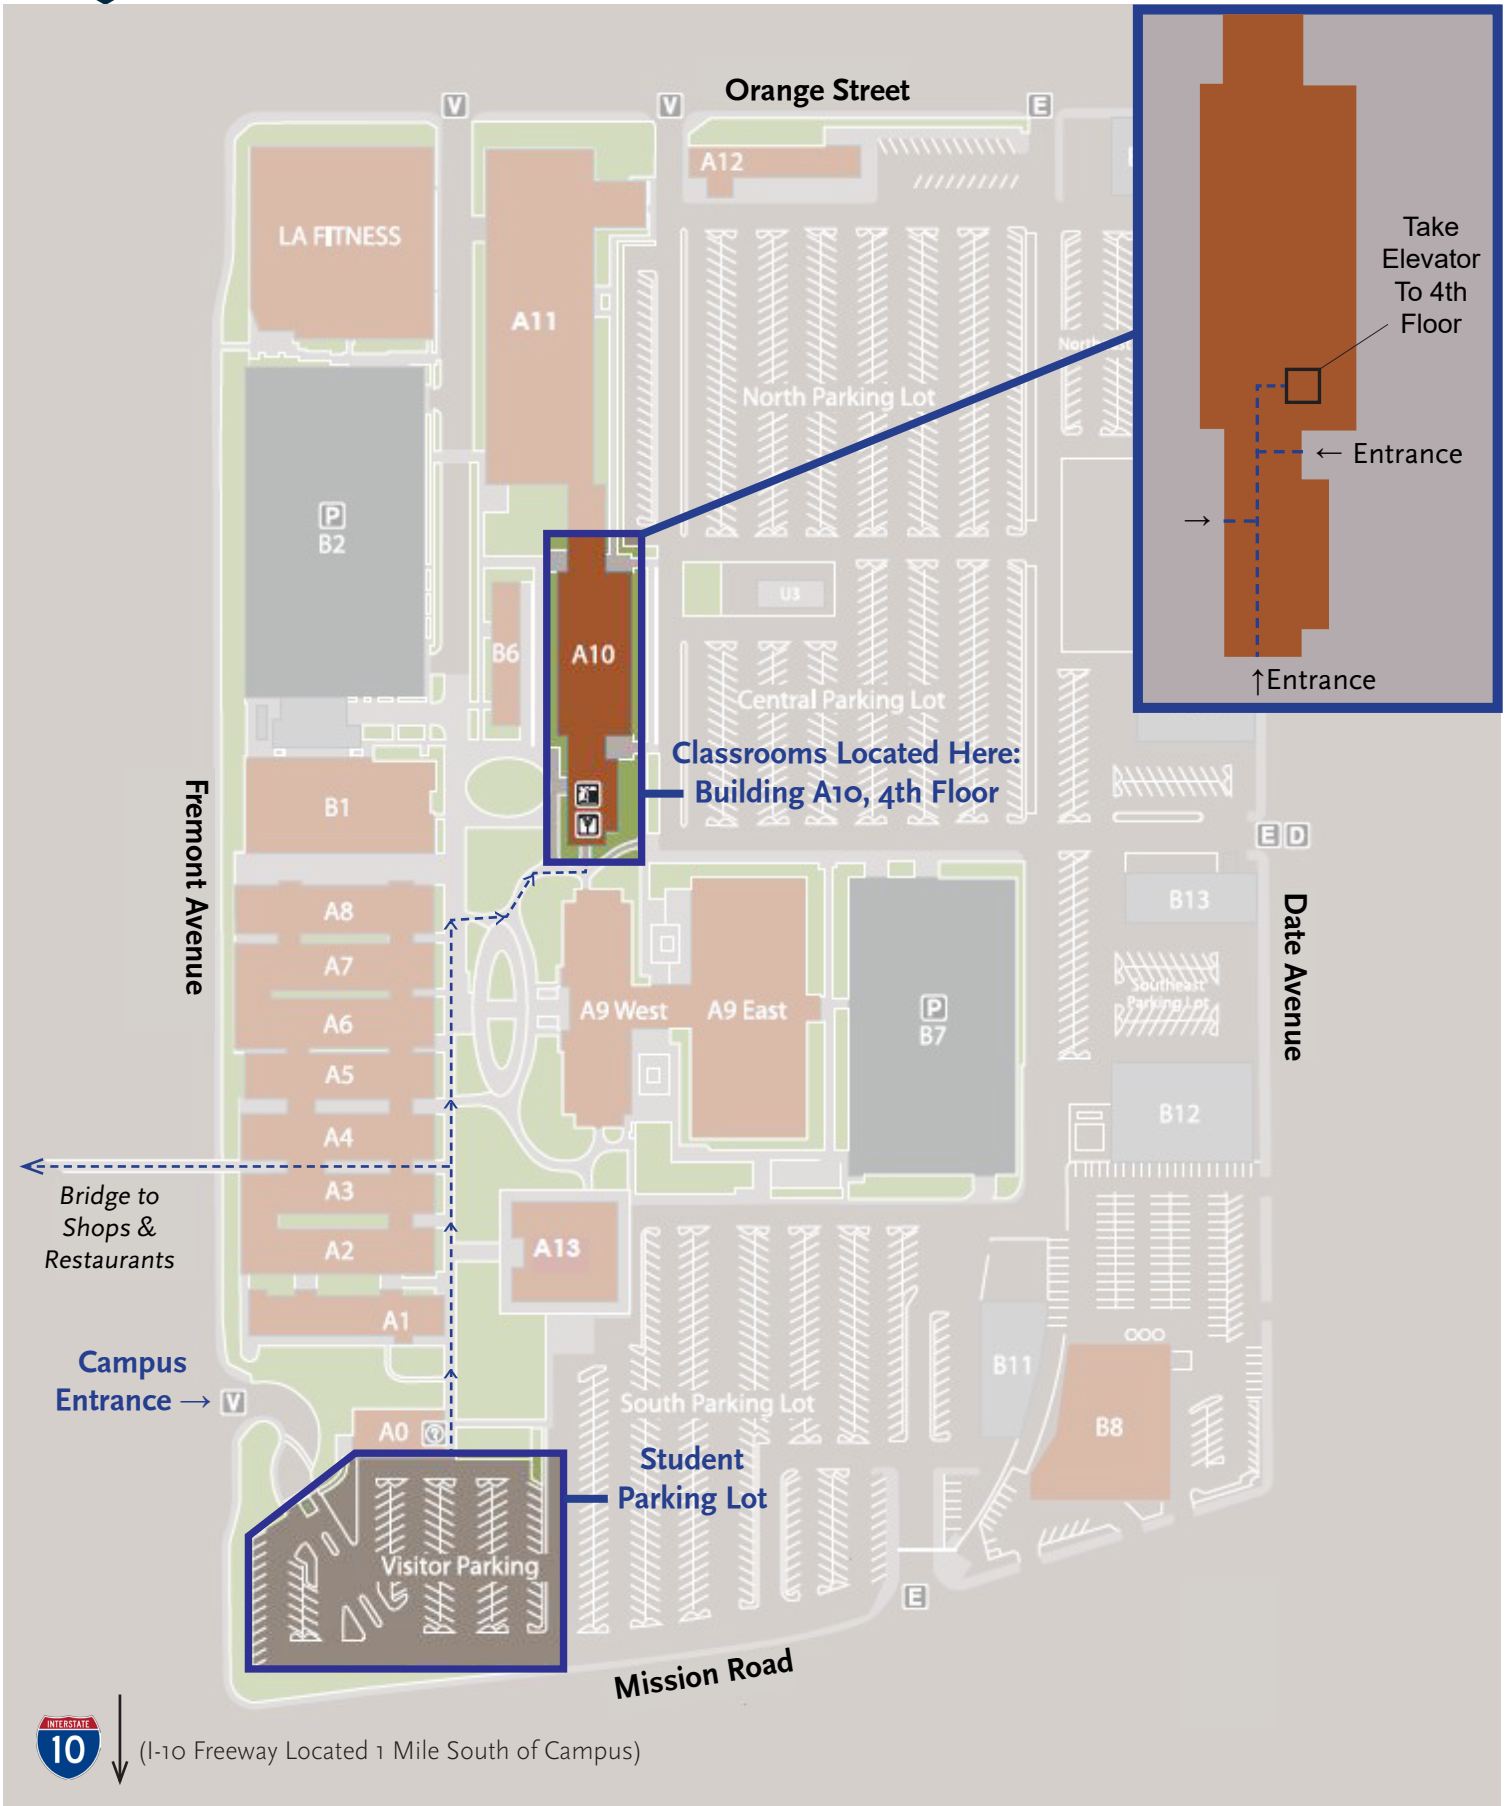 Orange Street
V
V
E
A12
LA FITNESS
A11
North Parking Lot
Take
Elevator
To 4th
Floor
← Entrance
→
↑Entrance
P
B2
U3
B6
A10
Central Parking Lot
Classrooms Located Here:
Building A10, 4th Floor
Fremont Avenue
B1
E D
A8
B13
Date Avenue
A7
A6
A9 West
A9 East
P
B7
Southeast
Parking Lot
A5
A4
B12
Bridge to
Shops &
Restaurants
A3
A2
A13
A1
Campus
Entrance →
V
B11
A0
South Parking Lot
B8
Student
Parking Lot
Visitor Parking
E
Mission Road
INTERSTATE
10
(I-10 Freeway Located 1 Mile South of Campus)